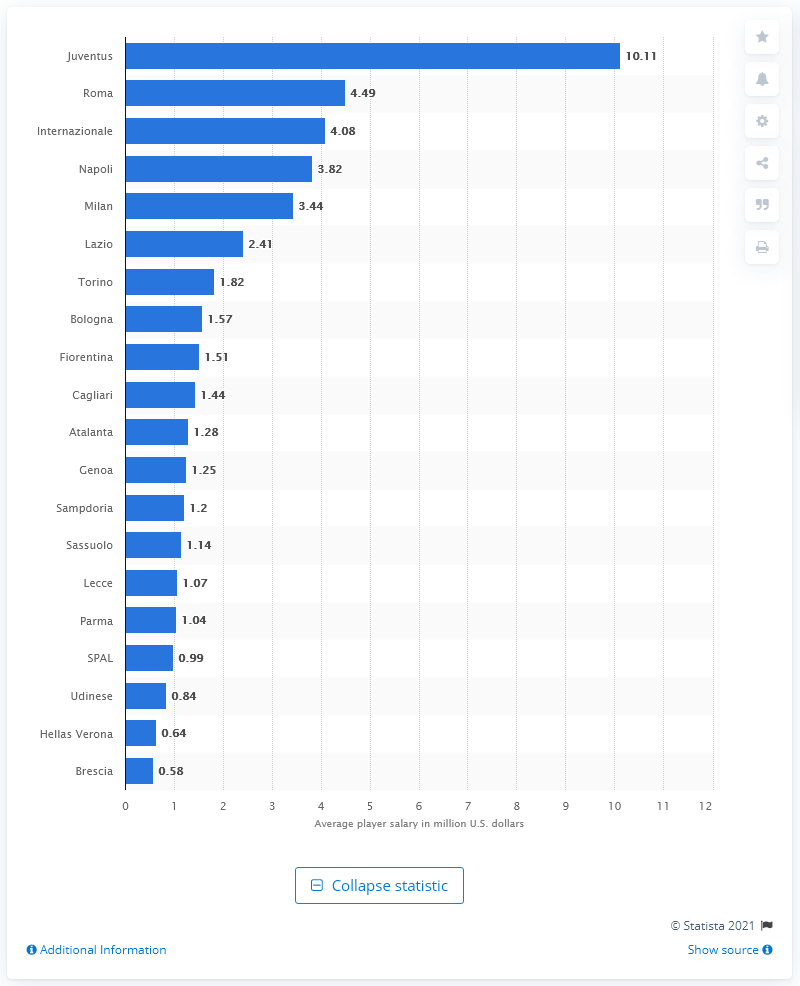 Juventus 10.11
Roma 4.49
Internazionale 4.08
Napoli 3.82
Milan 3.44
Lazio 2.41
Torino 1.82
Bologna 1.57
Fiorentina 1.51
Cagliari 1.44
Atalanta 1.28
Genoa 1.25
Sampdoria 1.2
Sassuolo 1.14
Lecce 1.07
Parma 1.04
SPAL 0.99
Udinese 0.84
Hellas Verona 0.64
Brescia 0.58
0 1 2 3 4 5 6 7 8 9 10 11 12
Average player salary in million U.S. dollars
Collapse statistic
© Statista 2021
Additional Information Show source